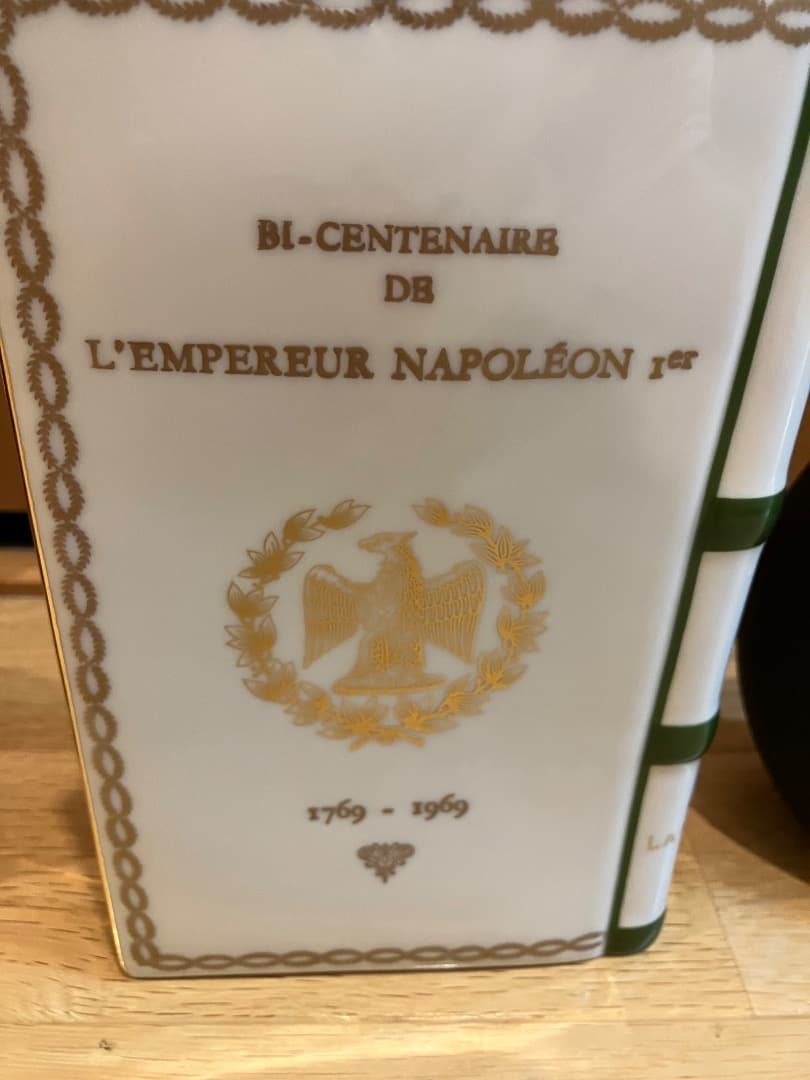 BI-CENTENAIRE
DE
L'EMPEREUR NAPOLÉON 1er
1769 - 1969
LA